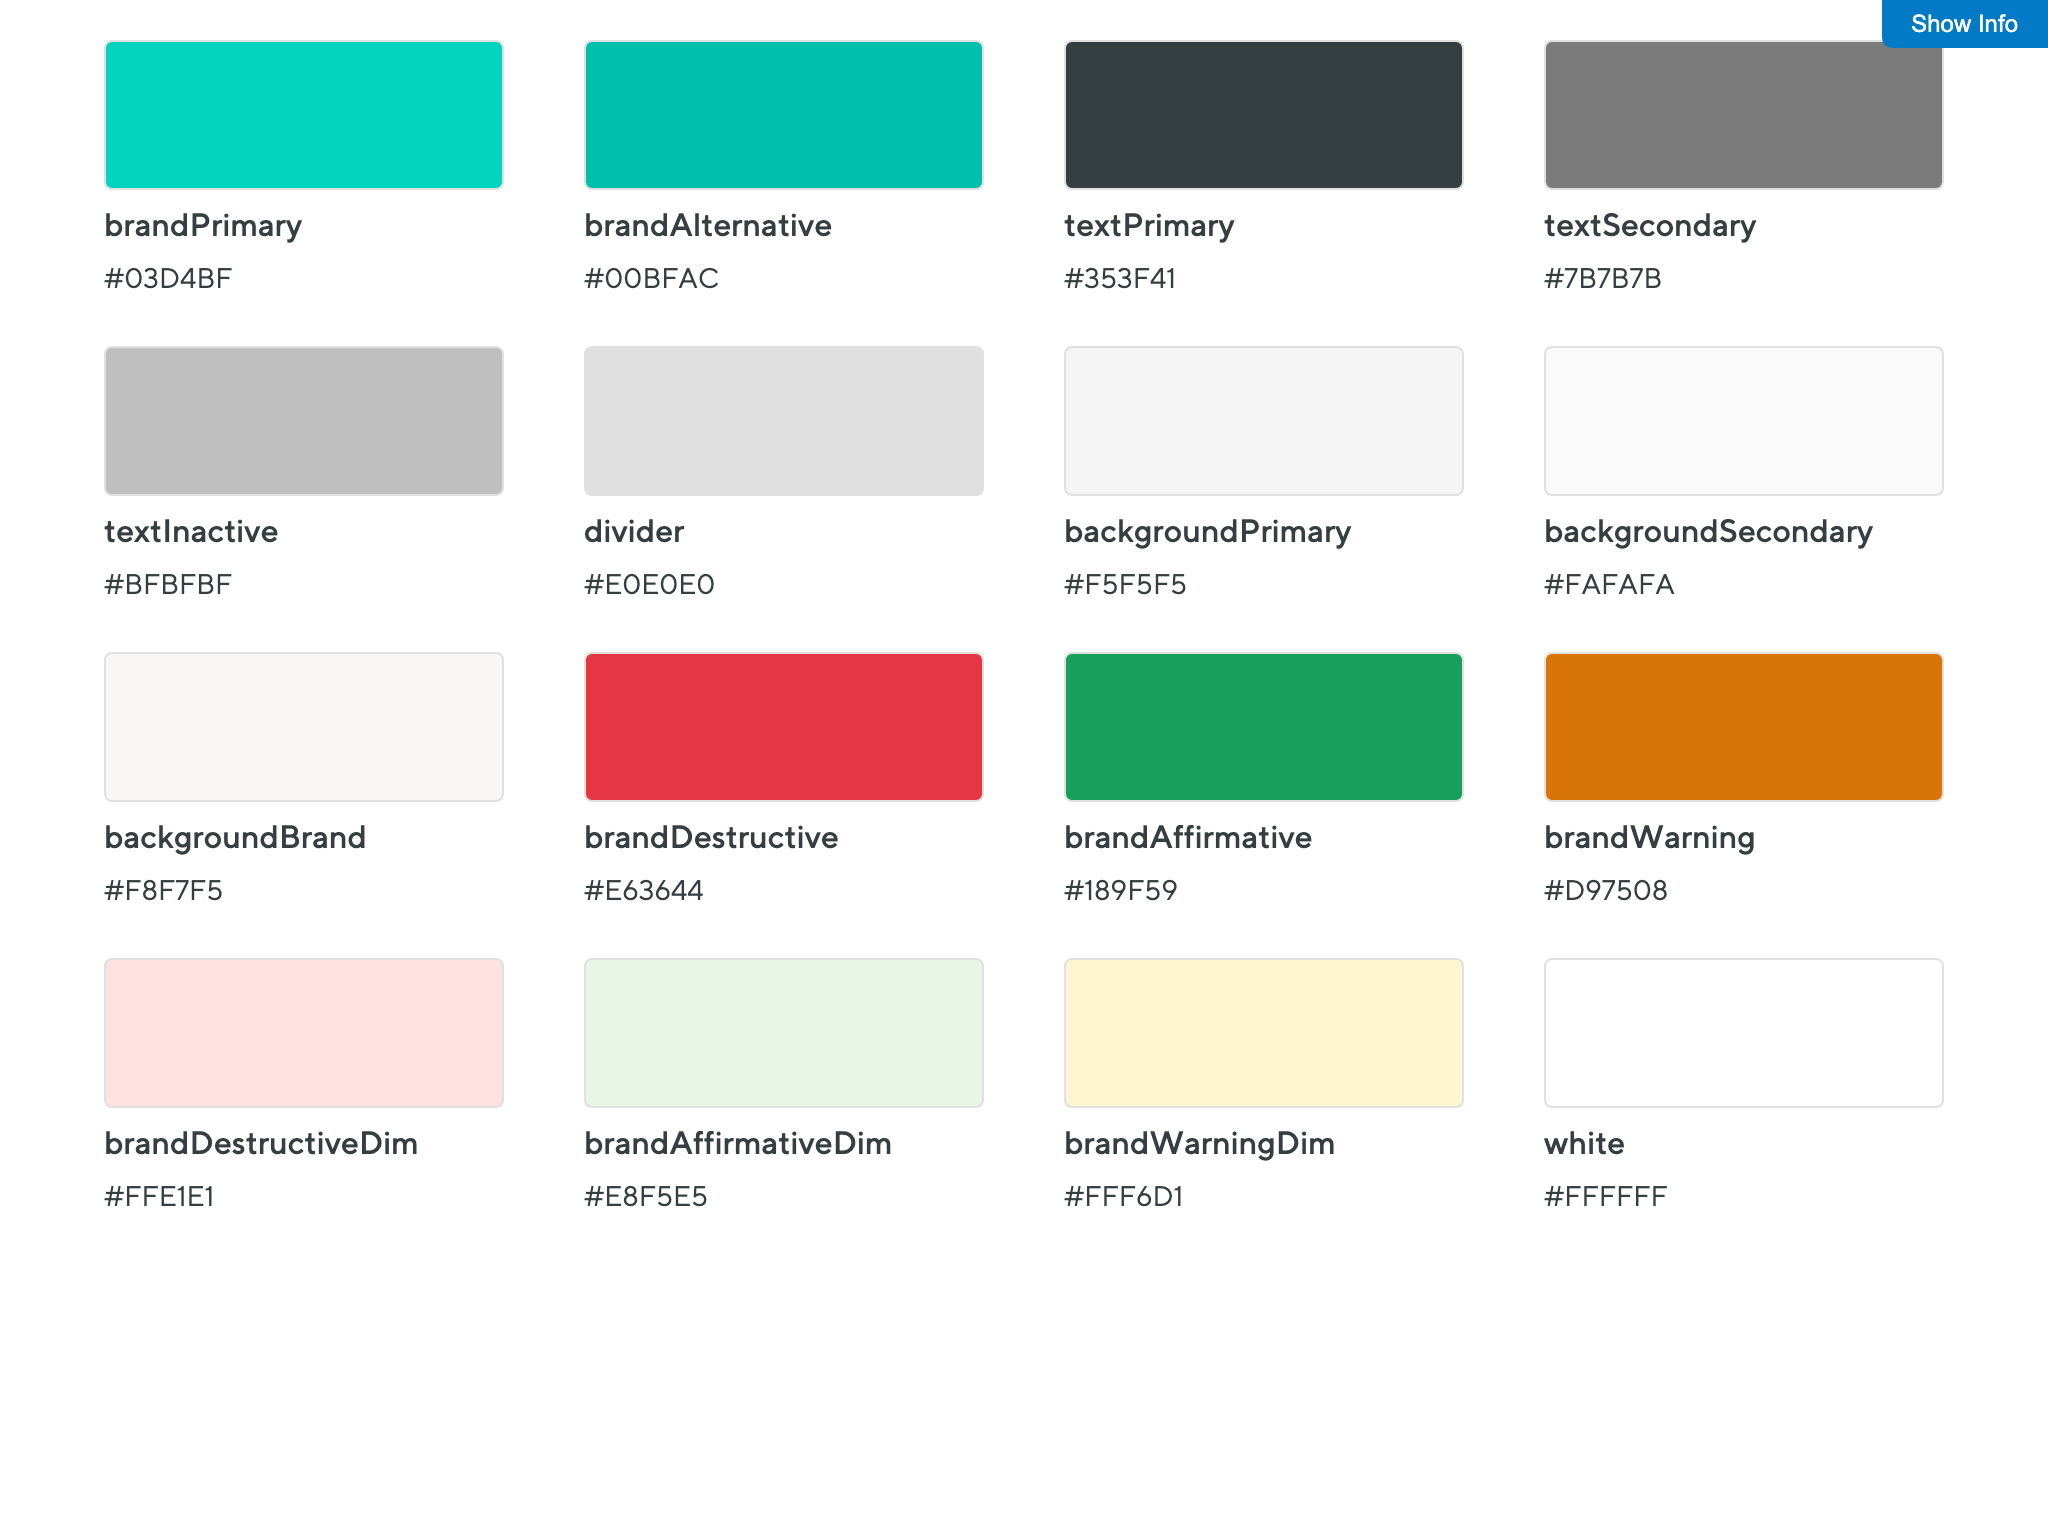 Show Info
brandPrimary
#03D4BF
brandAlternative
#00BFAC
textPrimary
#353F41
textSecondary
#7B7B7B
textInactive
#BFBFBF
divider
#E0E0E0
backgroundPrimary
#F5F5F5
backgroundSecondary
#FAFAFA
backgroundBrand
#F8F7F5
brandDestructive
#E63644
brandAffirmative
#189F59
brandWarning
#D97508
brandDestructiveDim
#FFE1E1
brandAffirmativeDim
#E8F5E5
brandWarningDim
#FFF6D1
white
#FFFFFF